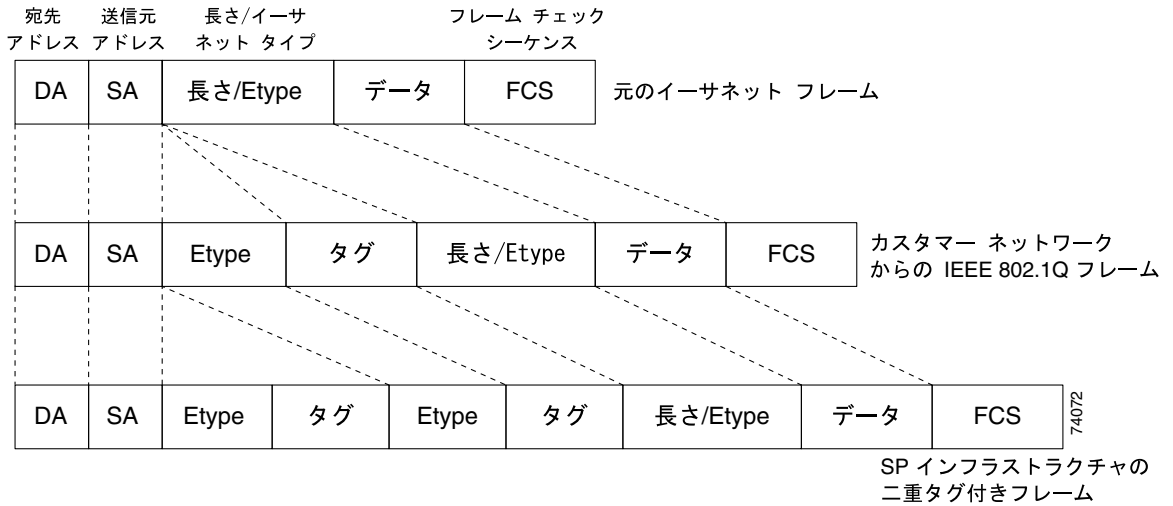 宛先
アドレス
送信元
アドレス
長さ/イーサ
ネット タイプ
フレーム チェック
シーケンス
DA
SA
長さ/Etype
データ
FCS
元のイーサネット フレーム
DA
SA
Etype
タグ
長さ/Etype
データ
FCS
カスタマー ネットワーク
からの IEEE 802.1Q フレーム
DA
SA
Etype
タグ
Etype
タグ
長さ/Etype
データ
FCS
74072
SP インフラストラクチャの
二重タグ付きフレーム